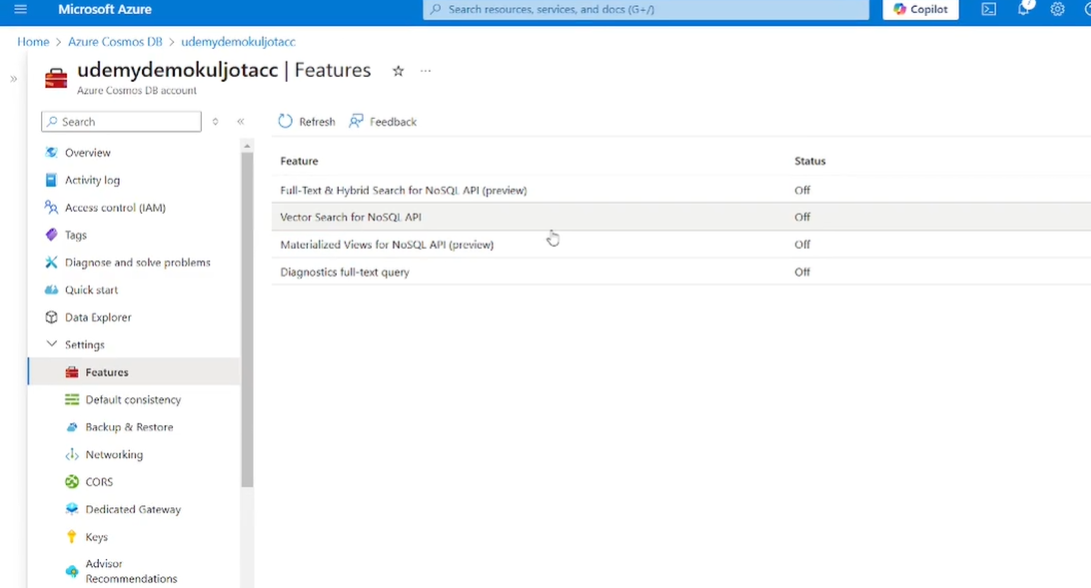 Microsoft Azure
Search resources, services, and docs (G+/)
Copilot
Home > Azure Cosmos DB > udemydemokuljotacc
udemydemokuljotacc | Features
Azure Cosmos DB account
Search
Refresh
Feedback
Overview
Activity log
Access control (IAM)
Tags
Diagnose and solve problems
Quick start
Data Explorer
Settings
Features
Default consistency
Backup & Restore
Networking
CORS
Dedicated Gateway
Keys
Advisor
Recommendations
Feature Status
Full-Text & Hybrid Search for NoSQL API (preview) Off
Vector Search for NoSQL API Off
Materialized Views for NoSQL API (preview) Off
Diagnostics full-text query Off